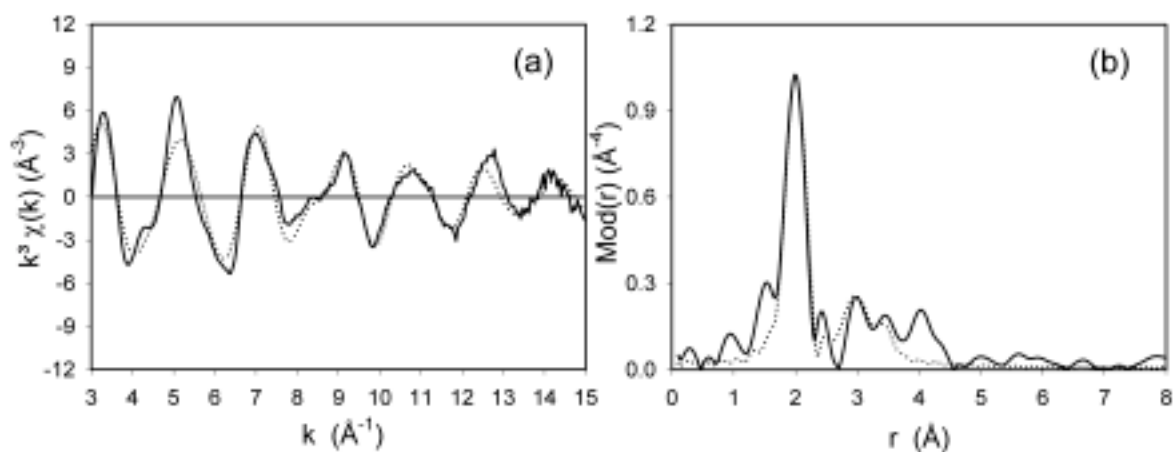 12
9
6
3
0
-3
-6
-9
-12
k³ χ(k) (Å⁻³)
(a)
3 4 5 6 7 8 9 10 11 12 13 14 15
k (Å⁻¹)
1.2
0.9
0.6
0.3
0.0
Mod(r) (Å⁻⁴)
(b)
0 1 2 3 4 5 6 7 8
r (Å)